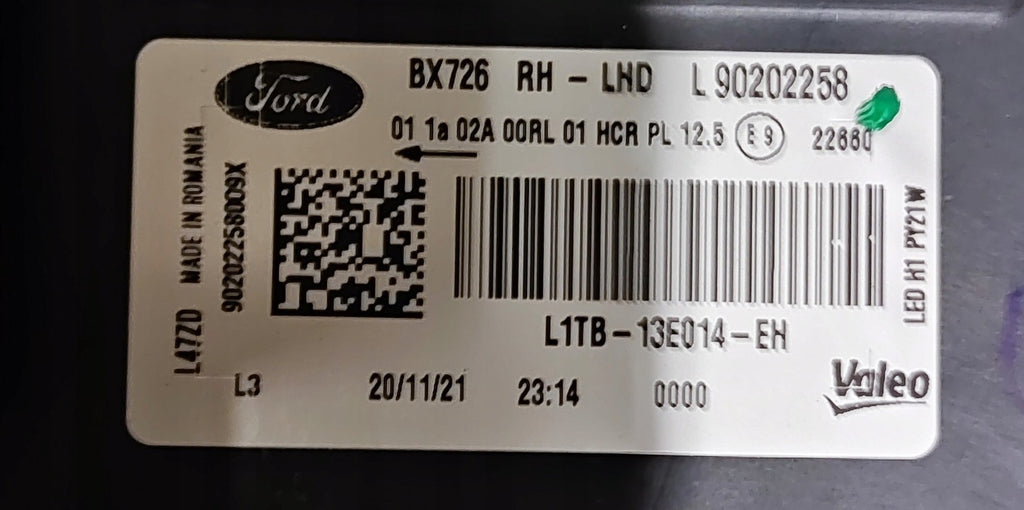 Ford
BX726 RH - LHD L 90202258
01 1a 02A 00RL 01 HCR PL 12.5 E9 22660
L47ZD MADE IN ROMANIA
90202258009X
LED H1 PY21W
L1TB-13E014-EH
L3 20/11/21 23:14 0000
Valeo